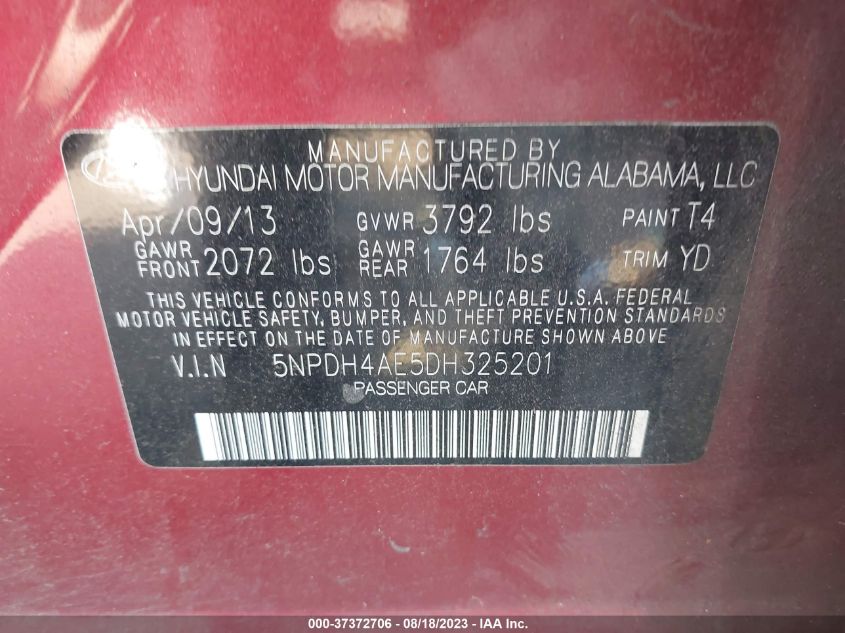 MANUFACTURED BY
HYUNDAI MOTOR MANUFACTURING ALABAMA, LLC
Apr/09/13 GVWR 3792 lbs PAINT T4
GAWR FRONT 2072 lbs GAWR REAR 1764 lbs TRIM YD
THIS VEHICLE CONFORMS TO ALL APPLICABLE U.S.A. FEDERAL
MOTOR VEHICLE SAFETY, BUMPER, AND THEFT PREVENTION STANDARDS
IN EFFECT ON THE DATE OF MANUFACTURE SHOWN ABOVE
V.I.N 5NPDH4AE5DH325201
PASSENGER CAR
000-37372706 - 08/18/2023 - IAA Inc.